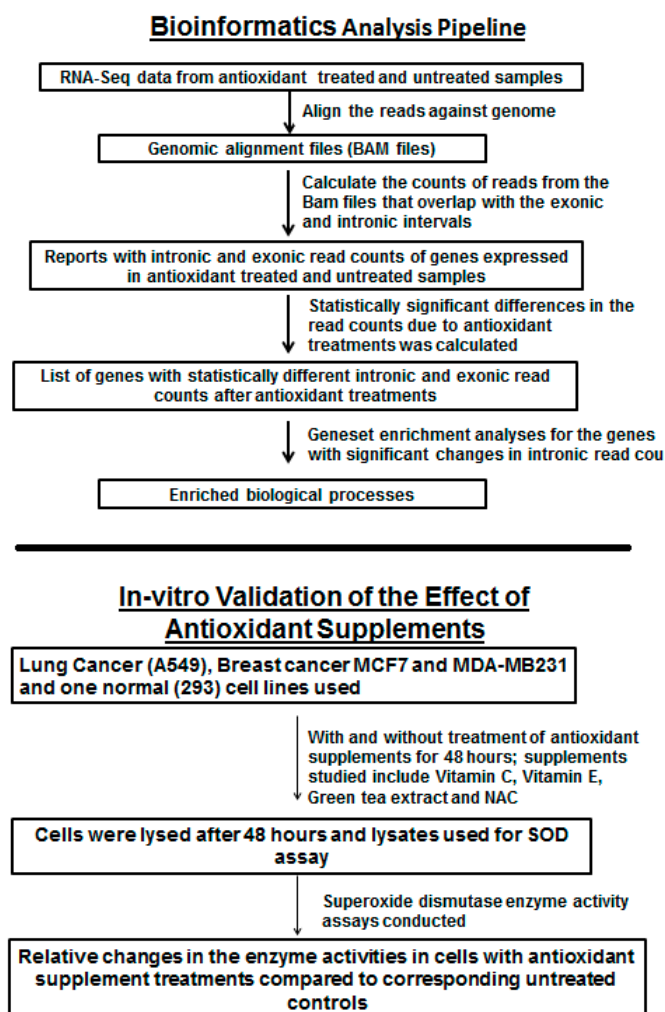 Bioinformatics Analysis Pipeline
RNA-Seq data from antioxidant treated and untreated samples
Align the reads against genome
Genomic alignment files (BAM files)
Calculate the counts of reads from the
Bam files that overlap with the exonic
and intronic intervals
Reports with intronic and exonic read counts of genes expressed
in antioxidant treated and untreated samples
Statistically significant differences in the
read counts due to antioxidant
treatments was calculated
List of genes with statistically different intronic and exonic read
counts after antioxidant treatments
Geneset enrichment analyses for the genes
with significant changes in intronic read cou
Enriched biological processes
In-vitro Validation of the Effect of
Antioxidant Supplements
Lung Cancer (A549), Breast cancer MCF7 and MDA-MB231
and one normal (293) cell lines used
With and without treatment of antioxidant
supplements for 48 hours; supplements
studied include Vitamin C, Vitamin E,
Green tea extract and NAC
Cells were lysed after 48 hours and lysates used for SOD
assay
Superoxide dismutase enzyme activity
assays conducted
Relative changes in the enzyme activities in cells with antioxidant
supplement treatments compared to corresponding untreated
controls